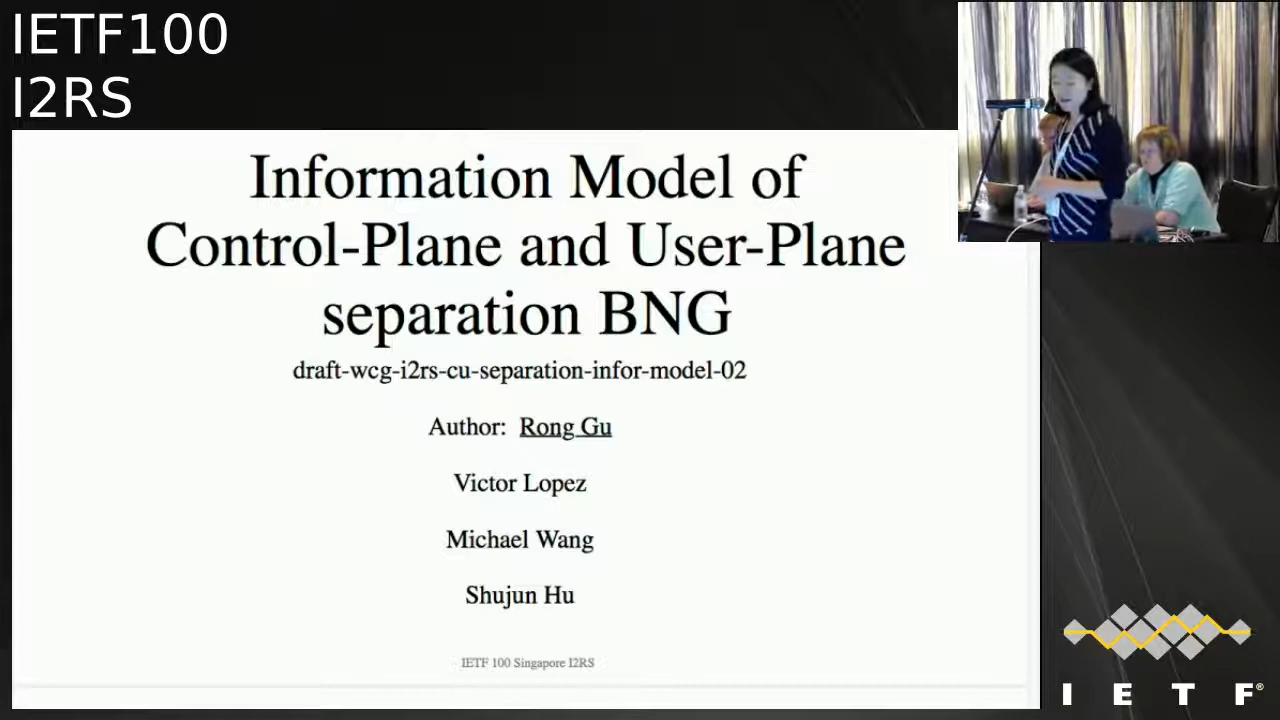 IETF100
I2RS
Information Model of
Control-Plane and User-Plane
separation BNG
draft-wcg-i2rs-cu-separation-infor-model-02
Author: Rong Gu
Victor Lopez
Michael Wang
Shujun Hu
IETF 100 Singapore I2RS
I E T F®